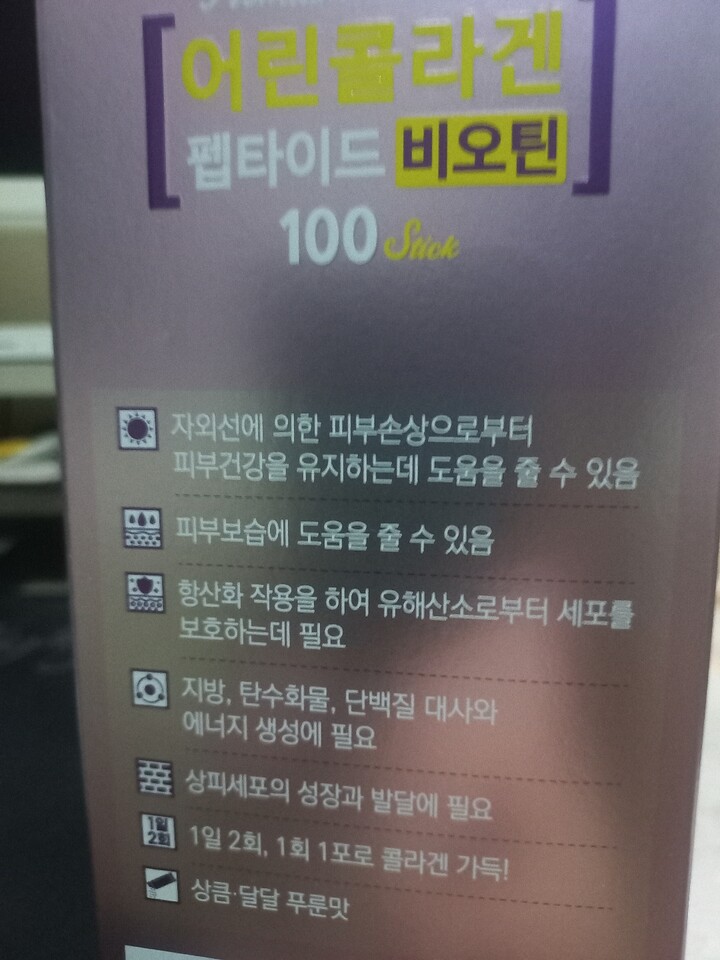 [어린콜라겐
펩타이드 비오틴]
100 Stick
자외선에 의한 피부손상으로부터
피부건강을 유지하는데 도움을 줄 수 있음
피부보습에 도움을 줄 수 있음
항산화 작용을 하여 유해산소로부터 세포를
보호하는데 필요
지방, 탄수화물, 단백질 대사와
에너지 생성에 필요
상피세포의 성장과 발달에 필요
1일
2회
1일 2회, 1회 1포로 콜라겐 가득!
상큼·달달 푸룬맛